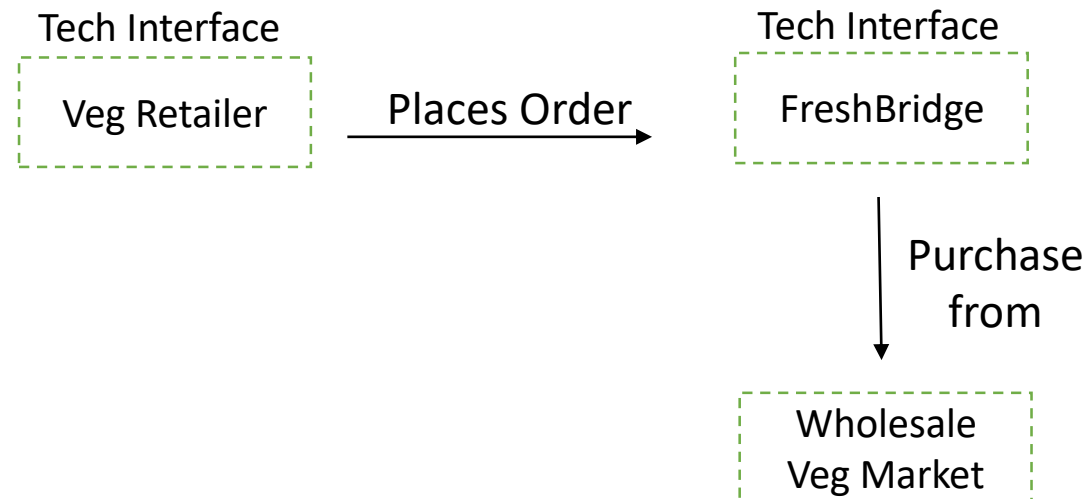 Tech Interface
Veg Retailer
Places Order
Tech Interface
FreshBridge
Purchase
from
Wholesale
Veg Market